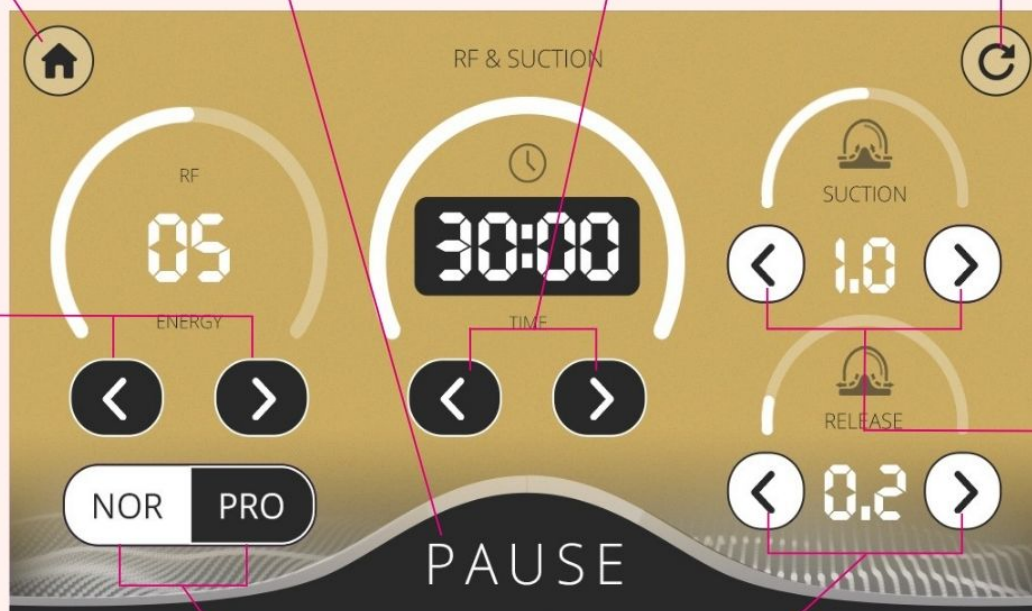 RF & SUCTION
RF
05
ENERGY
NOR PRO
30:00
TIME
PAUSE
SUCTION
1.0
RELEASE
0.2